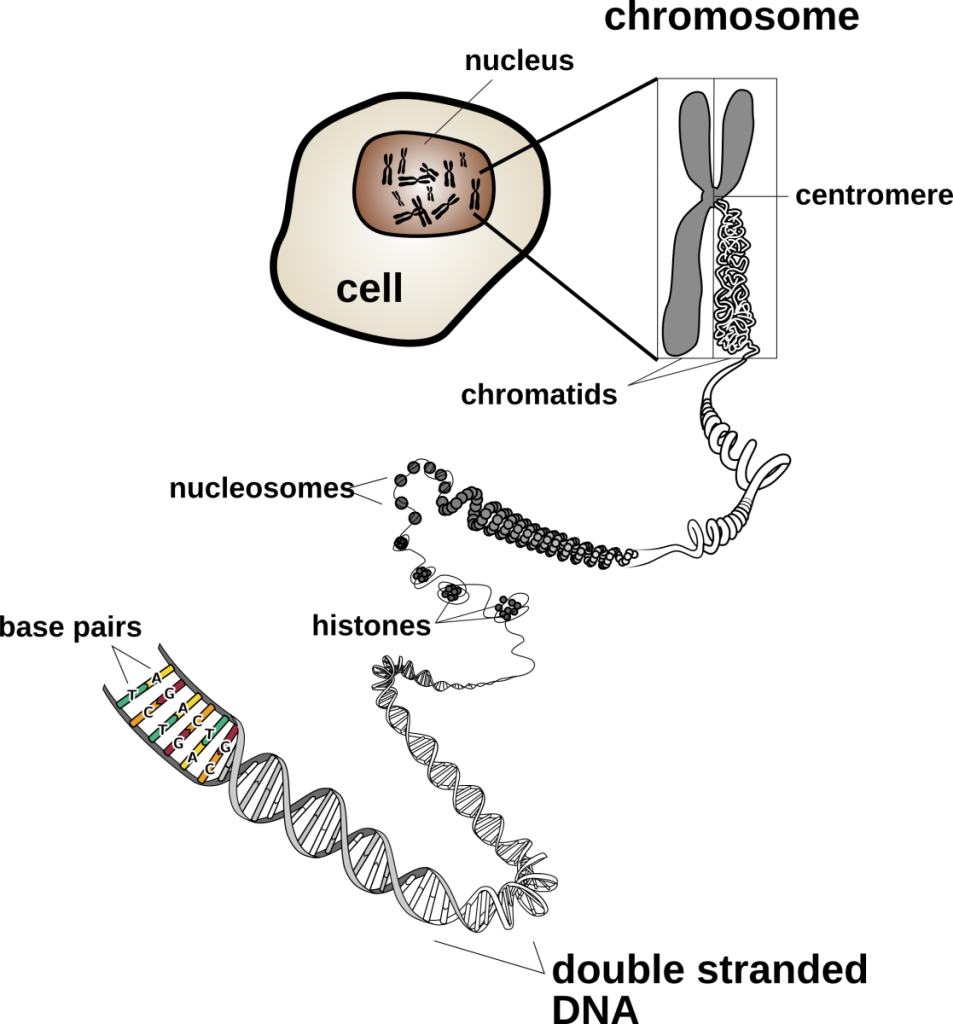 chromosome
nucleus
centromere
cell
chromatids
nucleosomes
histones
base pairs
T A
C G
T A
G C
A T
C G
double stranded
DNA